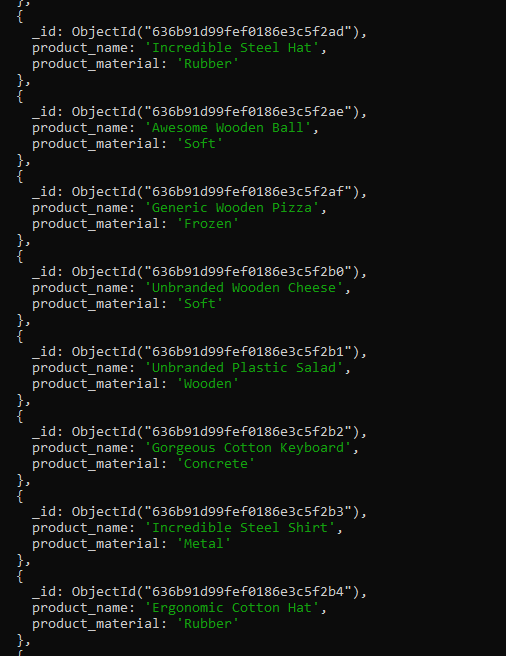 },
{
_id: ObjectId("636b91d99fef0186e3c5f2ad"),
product_name: 'Incredible Steel Hat',
product_material: 'Rubber'
},
{
_id: ObjectId("636b91d99fef0186e3c5f2ae"),
product_name: 'Awesome Wooden Ball',
product_material: 'Soft'
},
{
_id: ObjectId("636b91d99fef0186e3c5f2af"),
product_name: 'Generic Wooden Pizza',
product_material: 'Frozen'
},
{
_id: ObjectId("636b91d99fef0186e3c5f2b0"),
product_name: 'Unbranded Wooden Cheese',
product_material: 'Soft'
},
{
_id: ObjectId("636b91d99fef0186e3c5f2b1"),
product_name: 'Unbranded Plastic Salad',
product_material: 'Wooden'
},
{
_id: ObjectId("636b91d99fef0186e3c5f2b2"),
product_name: 'Gorgeous Cotton Keyboard',
product_material: 'Concrete'
},
{
_id: ObjectId("636b91d99fef0186e3c5f2b3"),
product_name: 'Incredible Steel Shirt',
product_material: 'Metal'
},
{
_id: ObjectId("636b91d99fef0186e3c5f2b4"),
product_name: 'Ergonomic Cotton Hat',
product_material: 'Rubber'
},
{